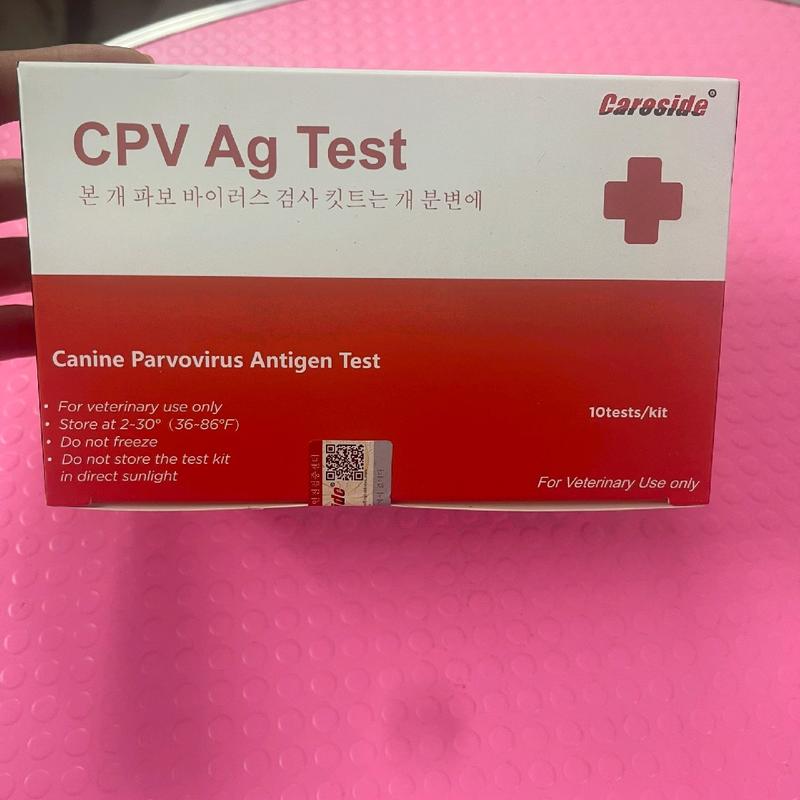 Careside
CPV Ag Test
본 개 파보 바이러스 검사 킷트는 개 분변에
Canine Parvovirus Antigen Test
• For veterinary use only
• Store at 2~30° (36~86°F)
• Do not freeze
• Do not store the test kit
in direct sunlight
10tests/kit
For Veterinary Use only